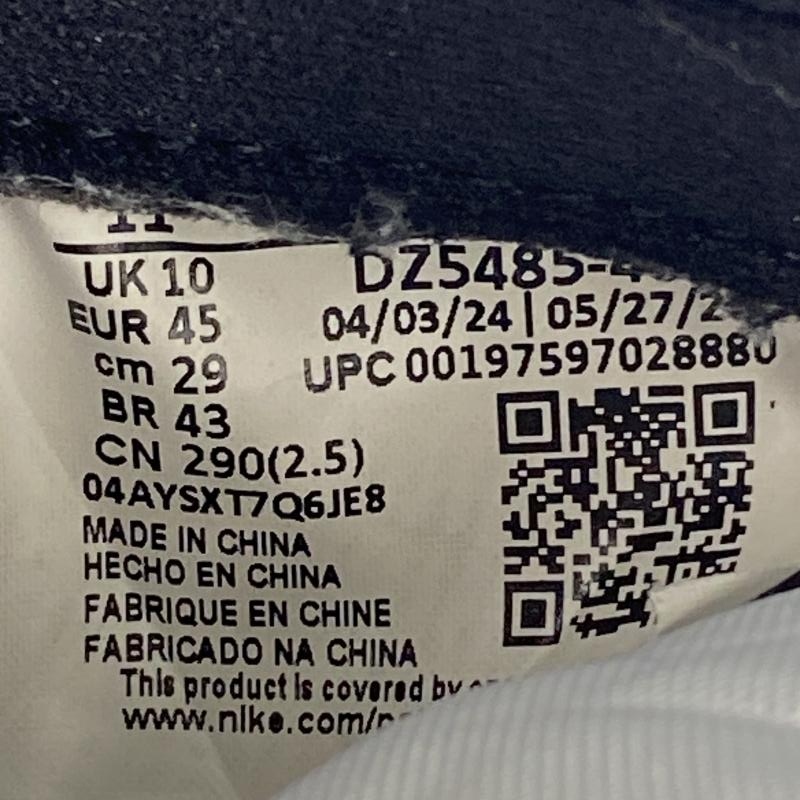 11
UK 10
EUR 45
cm 29
BR 43
CN 290(2.5)
DZ5485-4
04/03/24 | 05/27/2
UPC 00197597028880
04AYSXT7Q6JE8
MADE IN CHINA
HECHO EN CHINA
FABRIQUE EN CHINE
FABRICADO NA CHINA
This product is covered by
www.nike.com/p